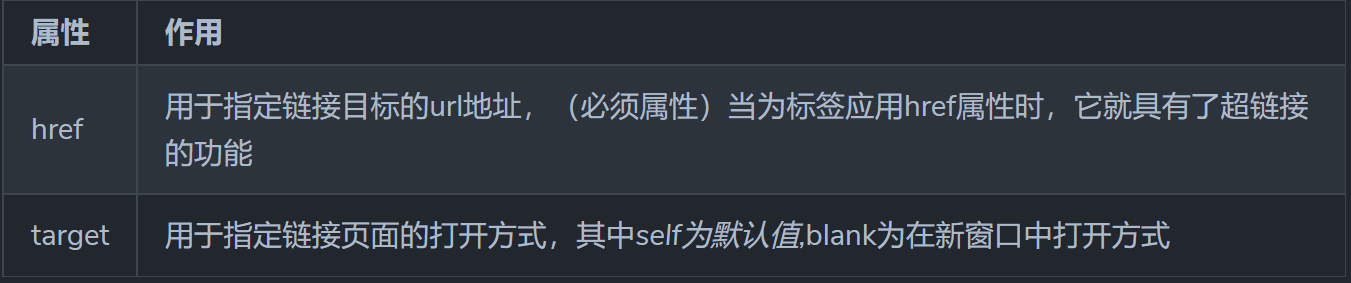 属性 作用
href 用于指定链接目标的url地址，（必须属性）当为标签应用href属性时，它就具有了超链接
的功能
target 用于指定链接页面的打开方式，其中self为默认值,blank为在新窗口中打开方式